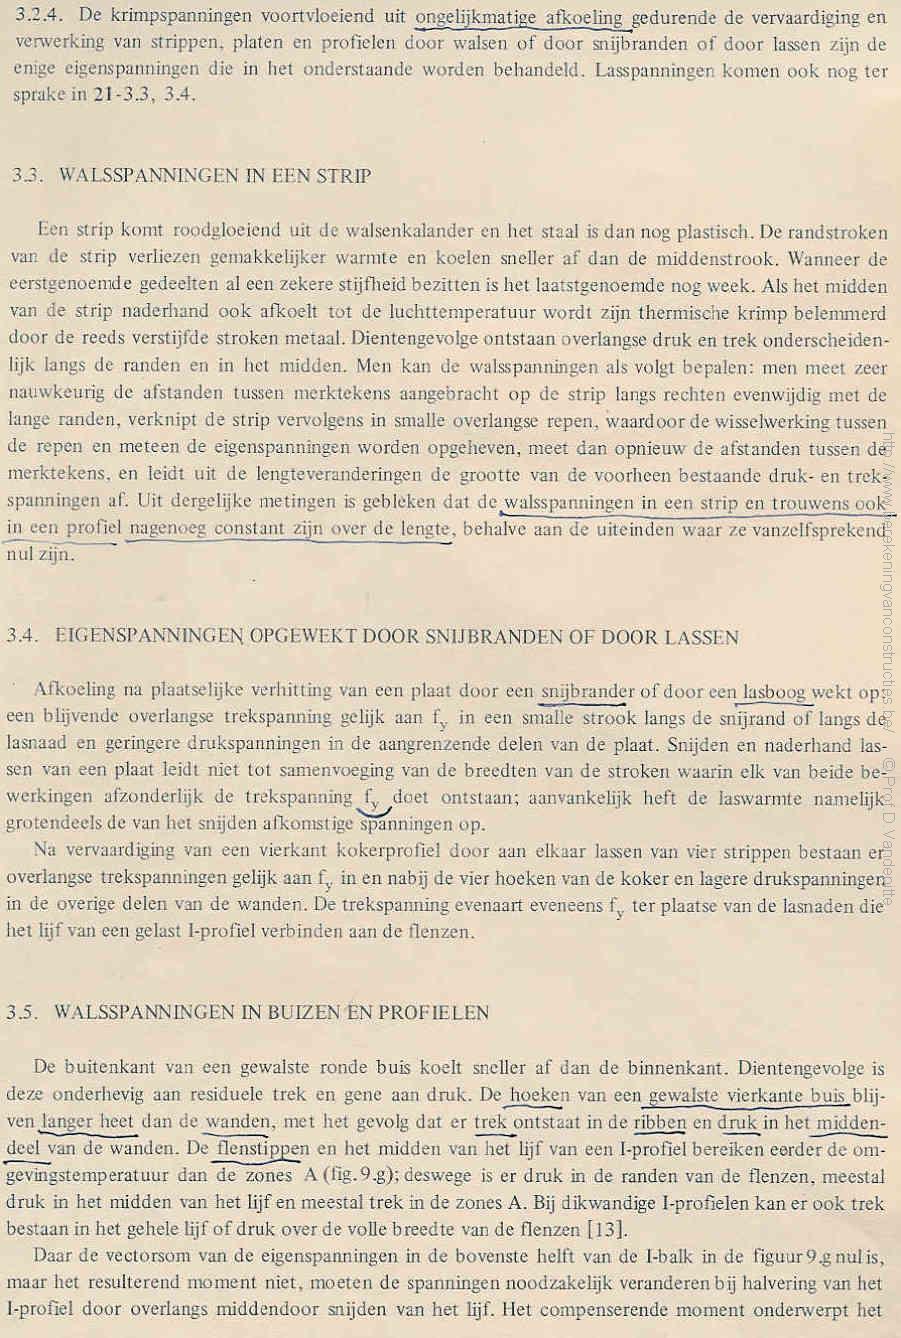 3.2.4. De krimpspanningen voortvloeiend uit ongelijkmatige afkoeling gedurende de vervaardiging en
verwerking van strippen, platen en profielen door walsen of door snijbranden of door lassen zijn de
enige eigenspanningen die in het onderstaande worden behandeld. Lasspanningen komen ook nog ter
sprake in 21-3.3, 3.4.
3.3. WALSSPANNINGEN IN EEN STRIP
Een strip komt roodgloeiend uit de walsenkalander en het staal is dan nog plastisch. De randstroken
van de strip verliezen gemakkelijker warmte en koelen sneller af dan de middenstrook. Wanneer de
eerstgenoemde gedeelten al een zekere stijfheid bezitten is het laatstgenoemde nog week. Als het midden
van de strip naderhand ook afkoelt tot de luchttemperatuur wordt zijn thermische krimp belemmerd
door de reeds verstijfde stroken metaal. Dientengevolge ontstaan overlangse druk en trek onderscheiden-
lijk langs de randen en in het midden. Men kan de walsspanningen als volgt bepalen: men meet zeer
nauwkeurig de afstanden tussen merktekens aangebracht op de strip langs rechten evenwijdig met de
lange randen, verknipt de strip vervolgens in smalle overlangse repen, waardoor de wisselwerking tussen
de repen en meteen de eigenspanningen worden opgeheven, meet dan opnieuw de afstanden tussen de
merktekens, en leidt uit de lengteveranderingen de grootte van de voorheen bestaande druk- en trek-
spanningen af. Uit dergelijke metingen is gebleken dat de walsspanningen in een strip en trouwens ook
in een profiel nagenoeg constant zijn over de lengte, behalve aan de uiteinden waar ze vanzelfsprekend
nul zijn.
3.4. EIGENSPANNINGEN OPGEWEKT DOOR SNIJBRANDEN OF DOOR LASSEN
Afkoeling na plaatselijke verhitting van een plaat door een snijbrander of door een lasboog wekt op:
een blijvende overlangse trekspanning gelijk aan fy in een smalle strook langs de snijrand of langs de
lasnaad en geringere drukspanningen in de aangrenzende delen van de plaat. Snijden en naderhand las-
sen van een plaat leidt niet tot samenvoeging van de breedten van de stroken waarin elk van beide be-
werkingen afzonderlijk de trekspanning fy doet ontstaan; aanvankelijk heft de laswarmte namelijk
grotendeels de van het snijden afkomstige spanningen op.
Na vervaardiging van een vierkant kokerprofiel door aan elkaar lassen van vier strippen bestaan er
overlangse trekspanningen gelijk aan fy in en nabij de vier hoeken van de koker en lagere drukspanningen
in de overige delen van de wanden. De trekspanning evenaart eveneens fy ter plaatse van de lasnaden die
het lijf van een gelast I-profiel verbinden aan de flenzen.
3.5. WALSSPANNINGEN IN BUIZEN EN PROFIELEN
De buitenkant van een gewalste ronde buis koelt sneller af dan de binnenkant. Dientengevolge is
deze onderhevig aan residuele trek en gene aan druk. De hoeken van een gewalste vierkante buis blij-
ven langer heet dan de wanden, met het gevolg dat er trek ontstaat in de ribben en druk in het midden-
deel van de wanden. De flenstippen en het midden van het lijf van een I-profiel bereiken eerder de om-
gevingstemperatuur dan de zones A (fig.9.g); deswege is er druk in de randen van de flenzen, meestal
druk in het midden van het lijf en meestal trek in de zones A. Bij dikwandige I-profielen kan er ook trek
bestaan in het gehele lijf of druk over de volle breedte van de flenzen [13].
Daar de vectorsom van de eigenspanningen in de bovenste helft van de I-balk in de figuur 9.g nul is,
maar het resulterend moment niet, moeten de spanningen noodzakelijk veranderen bij halvering van het
I-profiel door overlangs middendoor snijden van het lijf. Het compenserende moment onderwerpt het
http://www.berekeningvanconstructies.be/ © Prof D. Vandepitte